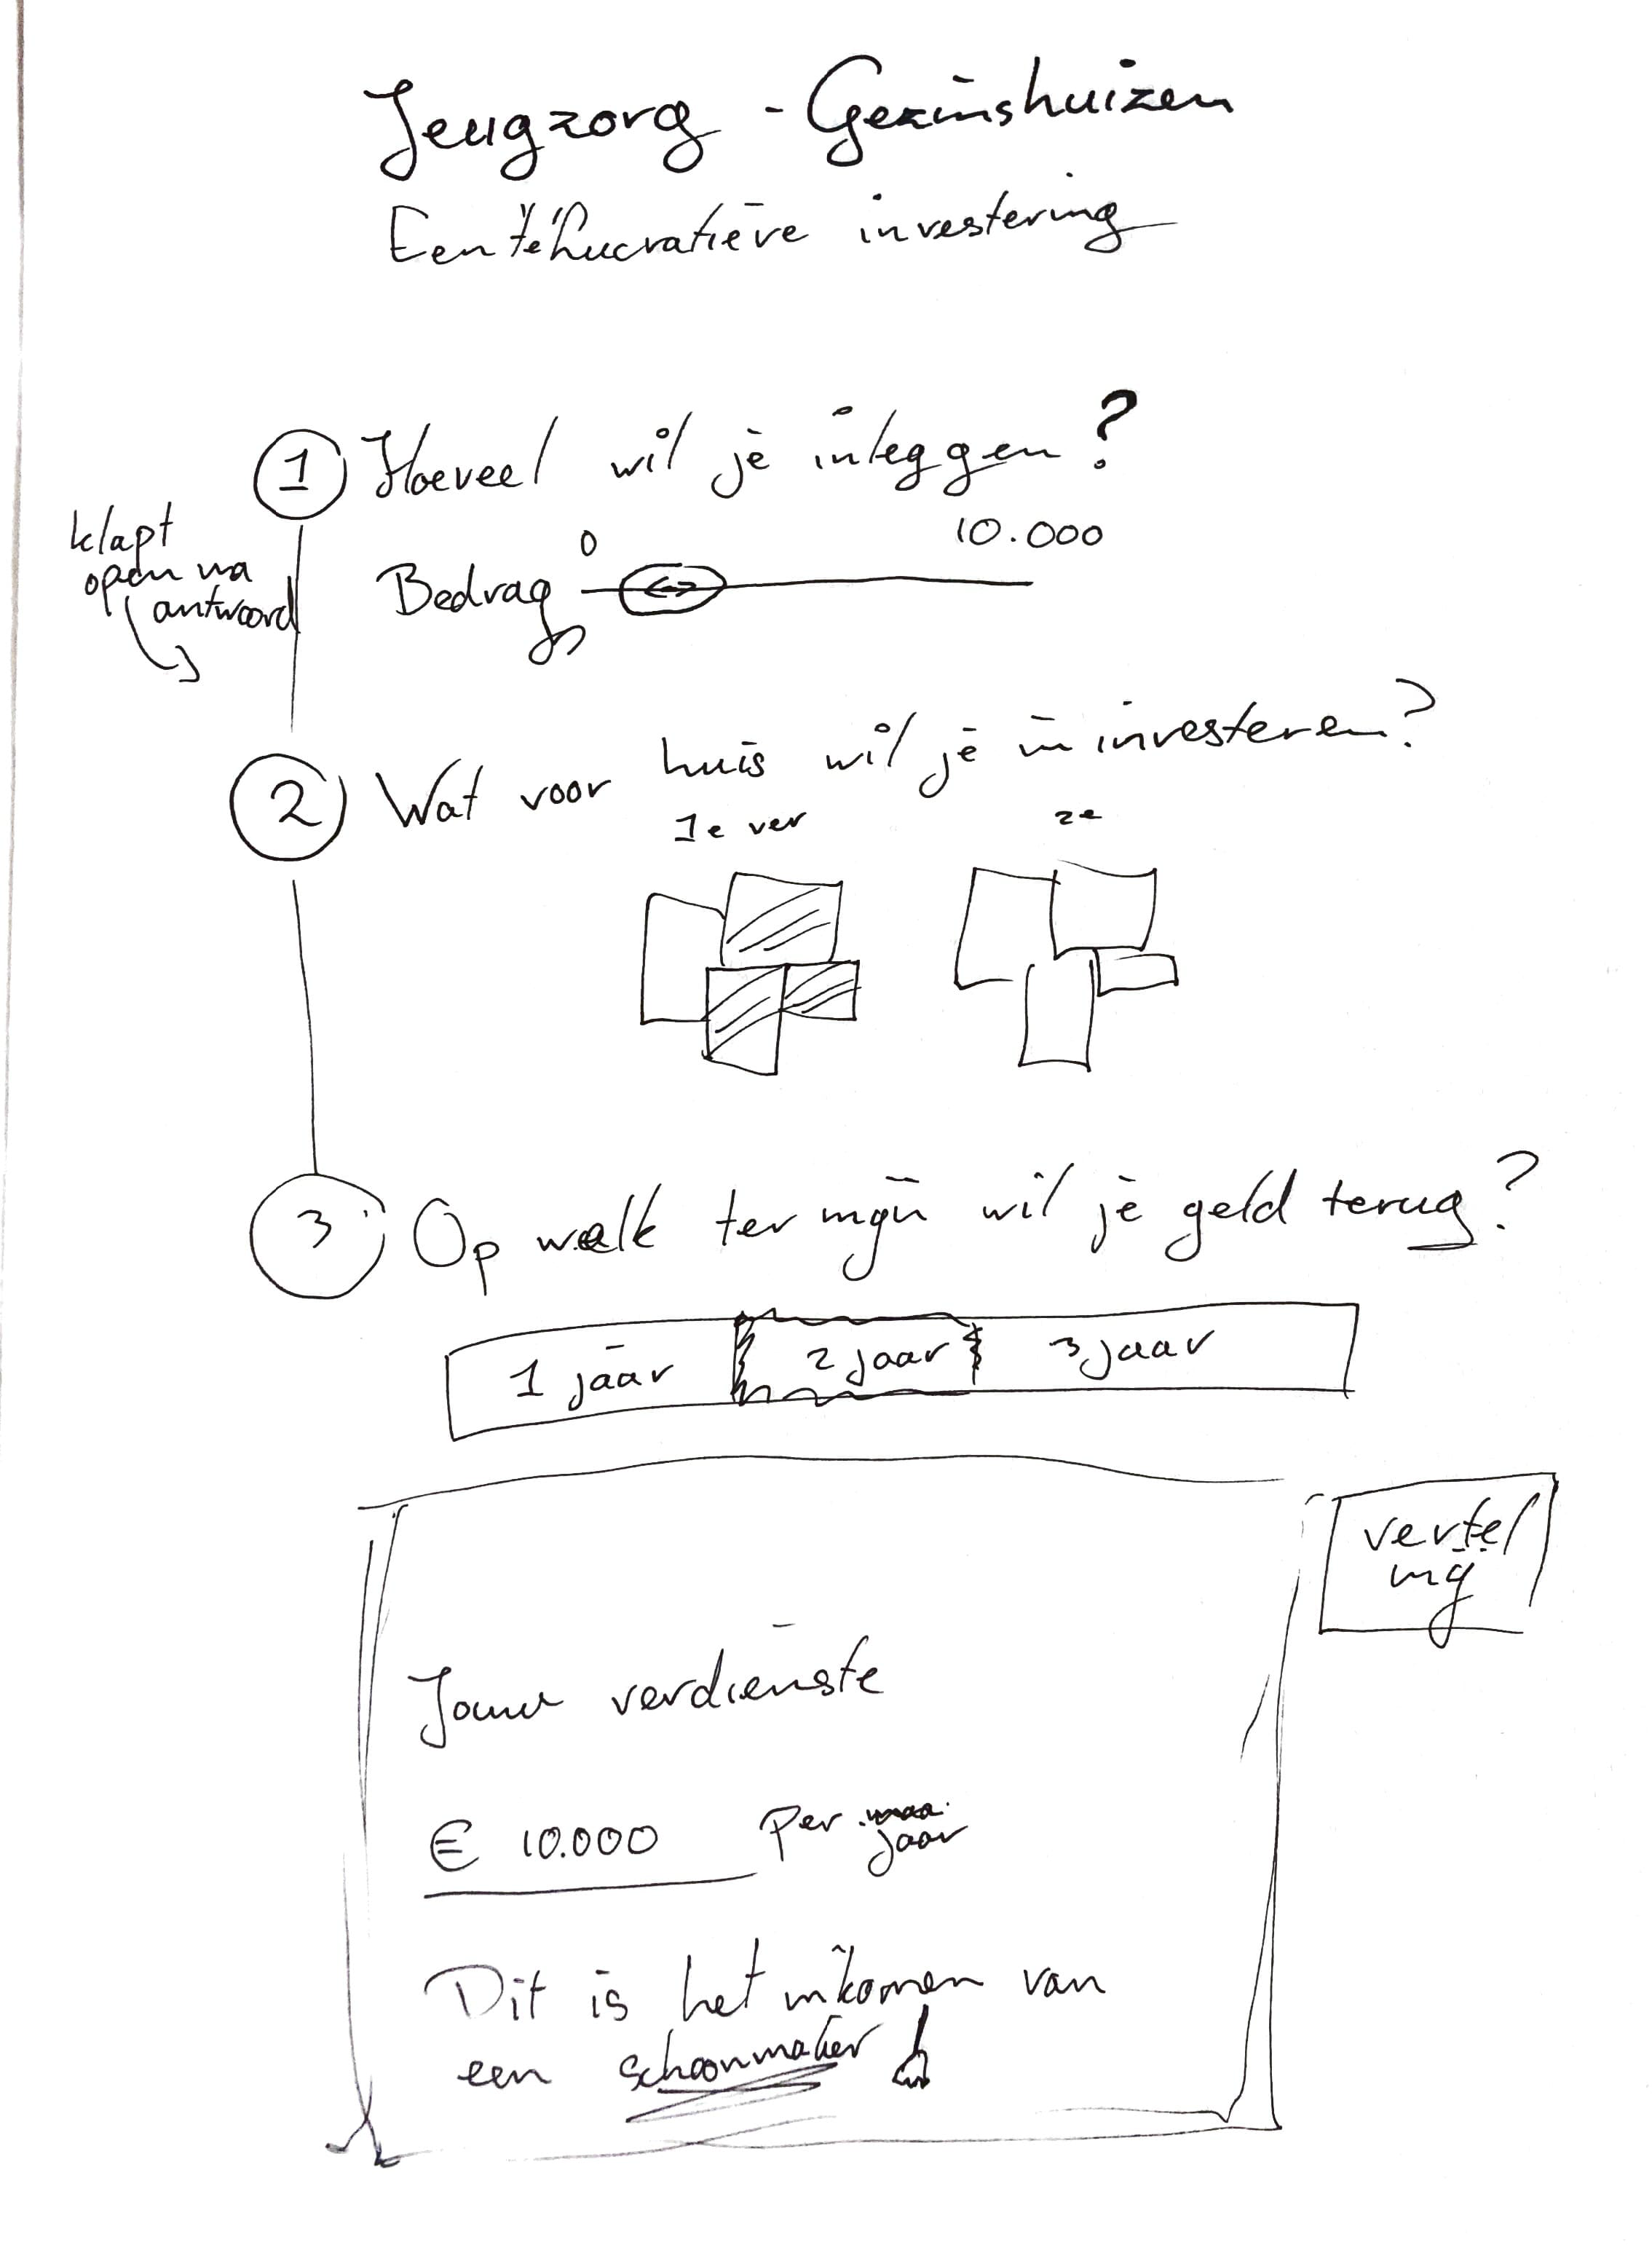 Jeugzorg - Gezinshuizen
Een "te" lucratieve investering
1 Hoeveel wil je inleggen?
klapt
open na
antwoord
0
10.000
Bedrag
2 Wat voor huis wil je in investeren?
1e ver
2e
3 Op welk termijn wil je geld terug?
1 jaar
2 jaar
3 jaar
vertel
mij
Jouw verdienste
€ 10.000 per
jaar
Dit is het inkomen van
een schoonmaker